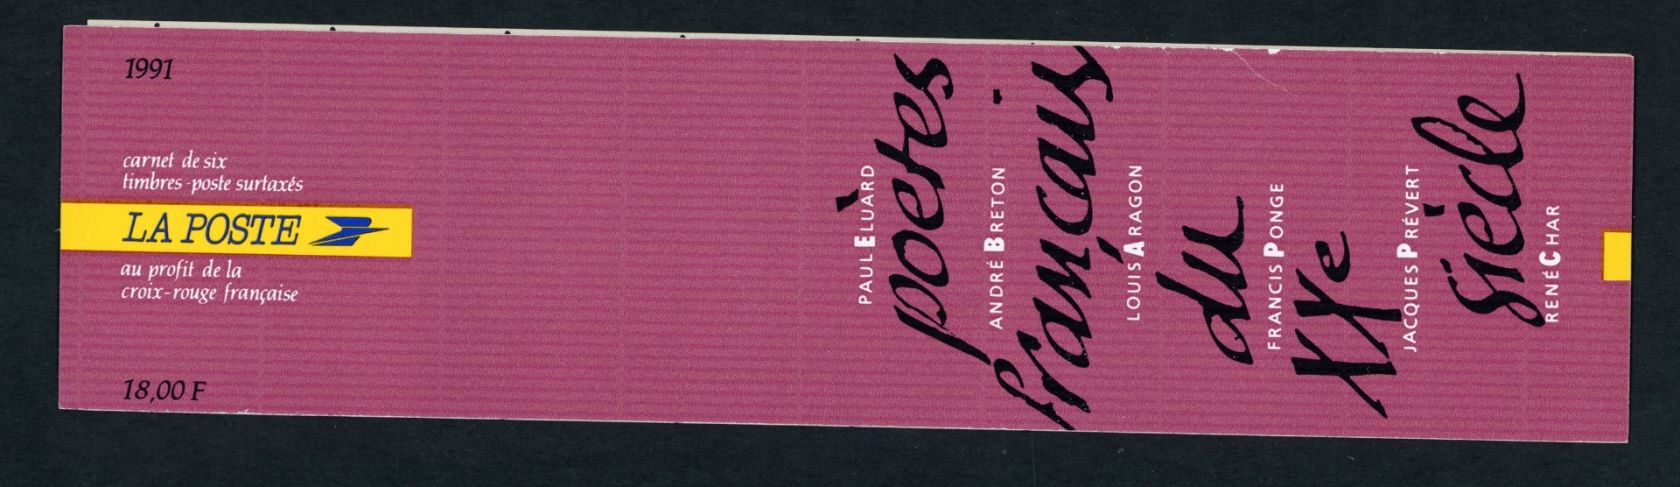 1991
carnet de six
timbres-poste surtaxés
LA POSTE
au profit de la
croix-rouge française
18,00 F
poètes
PAUL ELUARD
français
ANDRÉ BRETON
LOUIS ARAGON
du
FRANCIS PONGE
XXe
JACQUES PRÉVERT
siècle
RENÉ CHAR